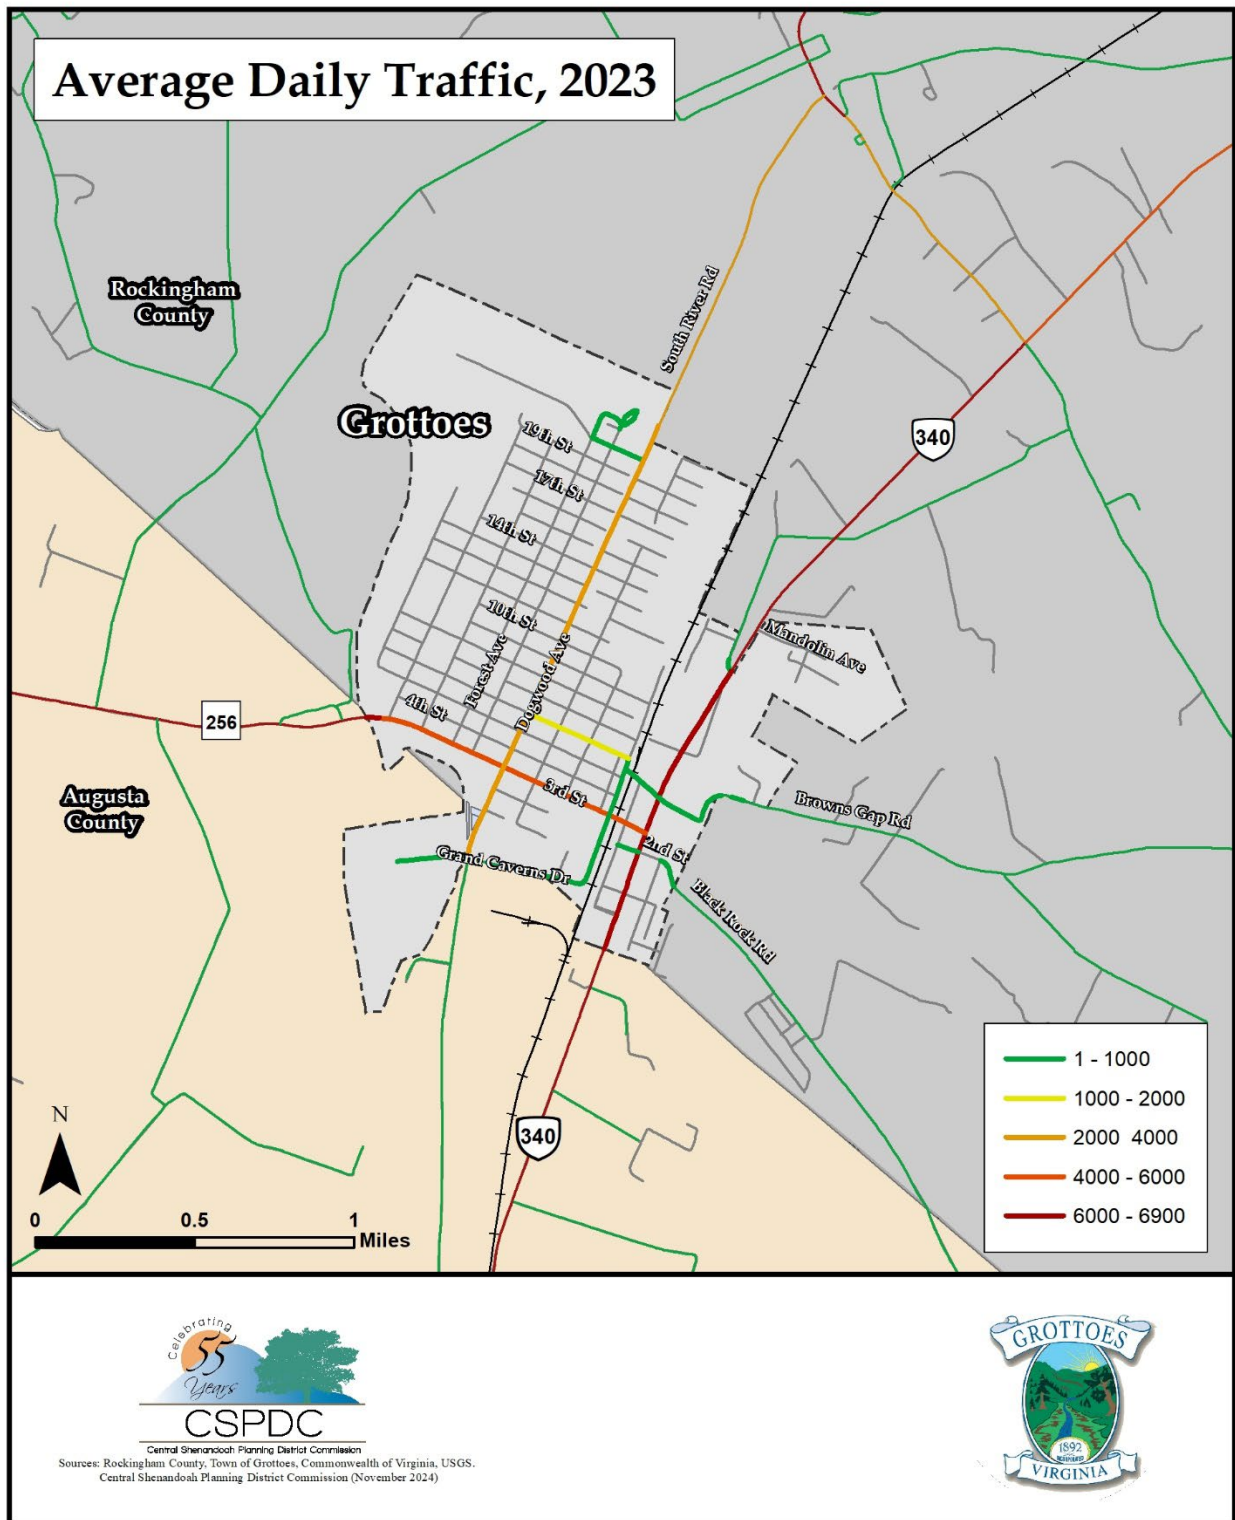 Average Daily Traffic, 2023
Rockingham
County
South River Rd
Grottoes
340
19th St
17th St
14th St
10th St
Mandolin Ave
Forest Ave
Dogwood Ave
4th St
256
3rd St
Augusta
County
Browns Gap Rd
2nd St
Grand Caverns Dr
Black Rock Rd
340
N
0 0.5 1
Miles
1 - 1000
1000 - 2000
2000 4000
4000 - 6000
6000 - 6900
Celebrating
55
Years
CSPDC
Central Shenandoah Planning District Commission
Sources: Rockingham County, Town of Grottoes, Commonwealth of Virginia, USGS.
Central Shenandoah Planning District Commission (November 2024)
GROTTOES
1892
VIRGINIA